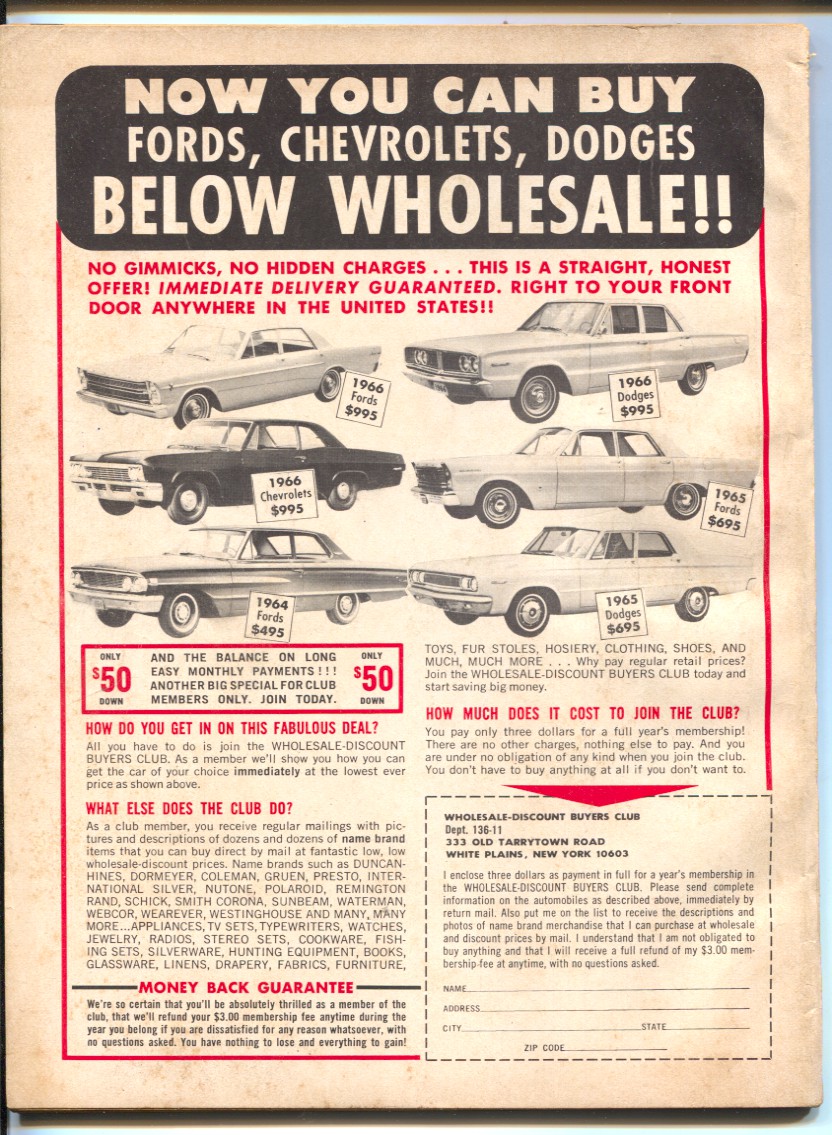 NOW YOU CAN BUY
FORDS, CHEVROLETS, DODGES
BELOW WHOLESALE!!
NO GIMMICKS, NO HIDDEN CHARGES . . . THIS IS A STRAIGHT, HONEST
OFFER! IMMEDIATE DELIVERY GUARANTEED. RIGHT TO YOUR FRONT
DOOR ANYWHERE IN THE UNITED STATES!!
1966
Fords
$995
1966
Dodges
$995
1966
Chevrolets
$995
1965
Fords
$695
1964
Fords
$495
1965
Dodges
$695
ONLY
$50
DOWN
AND THE BALANCE ON LONG
EASY MONTHLY PAYMENTS ! ! !
ANOTHER BIG SPECIAL FOR CLUB
MEMBERS ONLY. JOIN TODAY.
ONLY
$50
DOWN
HOW DO YOU GET IN ON THIS FABULOUS DEAL?
All you have to do is join the WHOLESALE-DISCOUNT
BUYERS CLUB. As a member we'll show you how you can
get the car of your choice immediately at the lowest ever
price as shown above.
WHAT ELSE DOES THE CLUB DO?
As a club member, you receive regular mailings with pic-
tures and descriptions of dozens and dozens of name brand
items that you can buy direct by mail at fantastic low, low
wholesale-discount prices. Name brands such as DUNCAN-
HINES, DORMEYER, COLEMAN, GRUEN, PRESTO, INTER-
NATIONAL SILVER, NUTONE, POLAROID, REMINGTON
RAND, SCHICK, SMITH CORONA, SUNBEAM, WATERMAN,
WEBCOR, WEAREVER, WESTINGHOUSE AND MANY, MANY
MORE...APPLIANCES, TV SETS, TYPEWRITERS, WATCHES,
JEWELRY, RADIOS, STEREO SETS, COOKWARE, FISH-
ING SETS, SILVERWARE, HUNTING EQUIPMENT, BOOKS,
GLASSWARE, LINENS, DRAPERY, FABRICS, FURNITURE,
MONEY BACK GUARANTEE
We're so certain that you'll be absolutely thrilled as a member of the
club, that we'll refund your $3.00 membership fee anytime during the
year you belong if you are dissatisfied for any reason whatsoever, with
no questions asked. You have nothing to lose and everything to gain!
TOYS, FUR STOLES, HOSIERY, CLOTHING, SHOES, AND
MUCH, MUCH MORE . . . Why pay regular retail prices?
Join the WHOLESALE-DISCOUNT BUYERS CLUB today and
start saving big money.
HOW MUCH DOES IT COST TO JOIN THE CLUB?
You pay only three dollars for a full year's membership!
There are no other charges, nothing else to pay. And you
are under no obligation of any kind when you join the club.
You don't have to buy anything at all if you don't want to.
WHOLESALE-DISCOUNT BUYERS CLUB
Dept. 136-11
333 OLD TARRYTOWN ROAD
WHITE PLAINS, NEW YORK 10603
I enclose three dollars as payment in full for a year's membership in
the WHOLESALE-DISCOUNT BUYERS CLUB. Please send complete
information on the automobiles as described above, immediately by
return mail. Also put me on the list to receive the descriptions and
photos of name brand merchandise that I can purchase at wholesale
and discount prices by mail. I understand that I am not obligated to
buy anything and that I will receive a full refund of my $3.00 mem-
bership fee at anytime, with no questions asked.
NAME
ADDRESS
CITY STATE
ZIP CODE